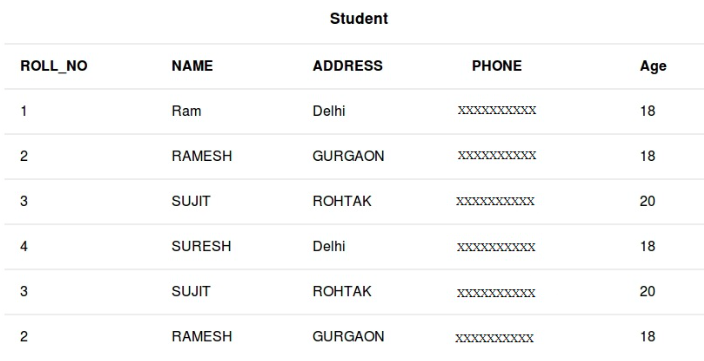 Student
ROLL_NO NAME ADDRESS PHONE Age
1 Ram Delhi XXXXXXXXXX 18
2 RAMESH GURGAON XXXXXXXXXX 18
3 SUJIT ROHTAK XXXXXXXXXX 20
4 SURESH Delhi XXXXXXXXXX 18
3 SUJIT ROHTAK XXXXXXXXXX 20
2 RAMESH GURGAON XXXXXXXXXX 18